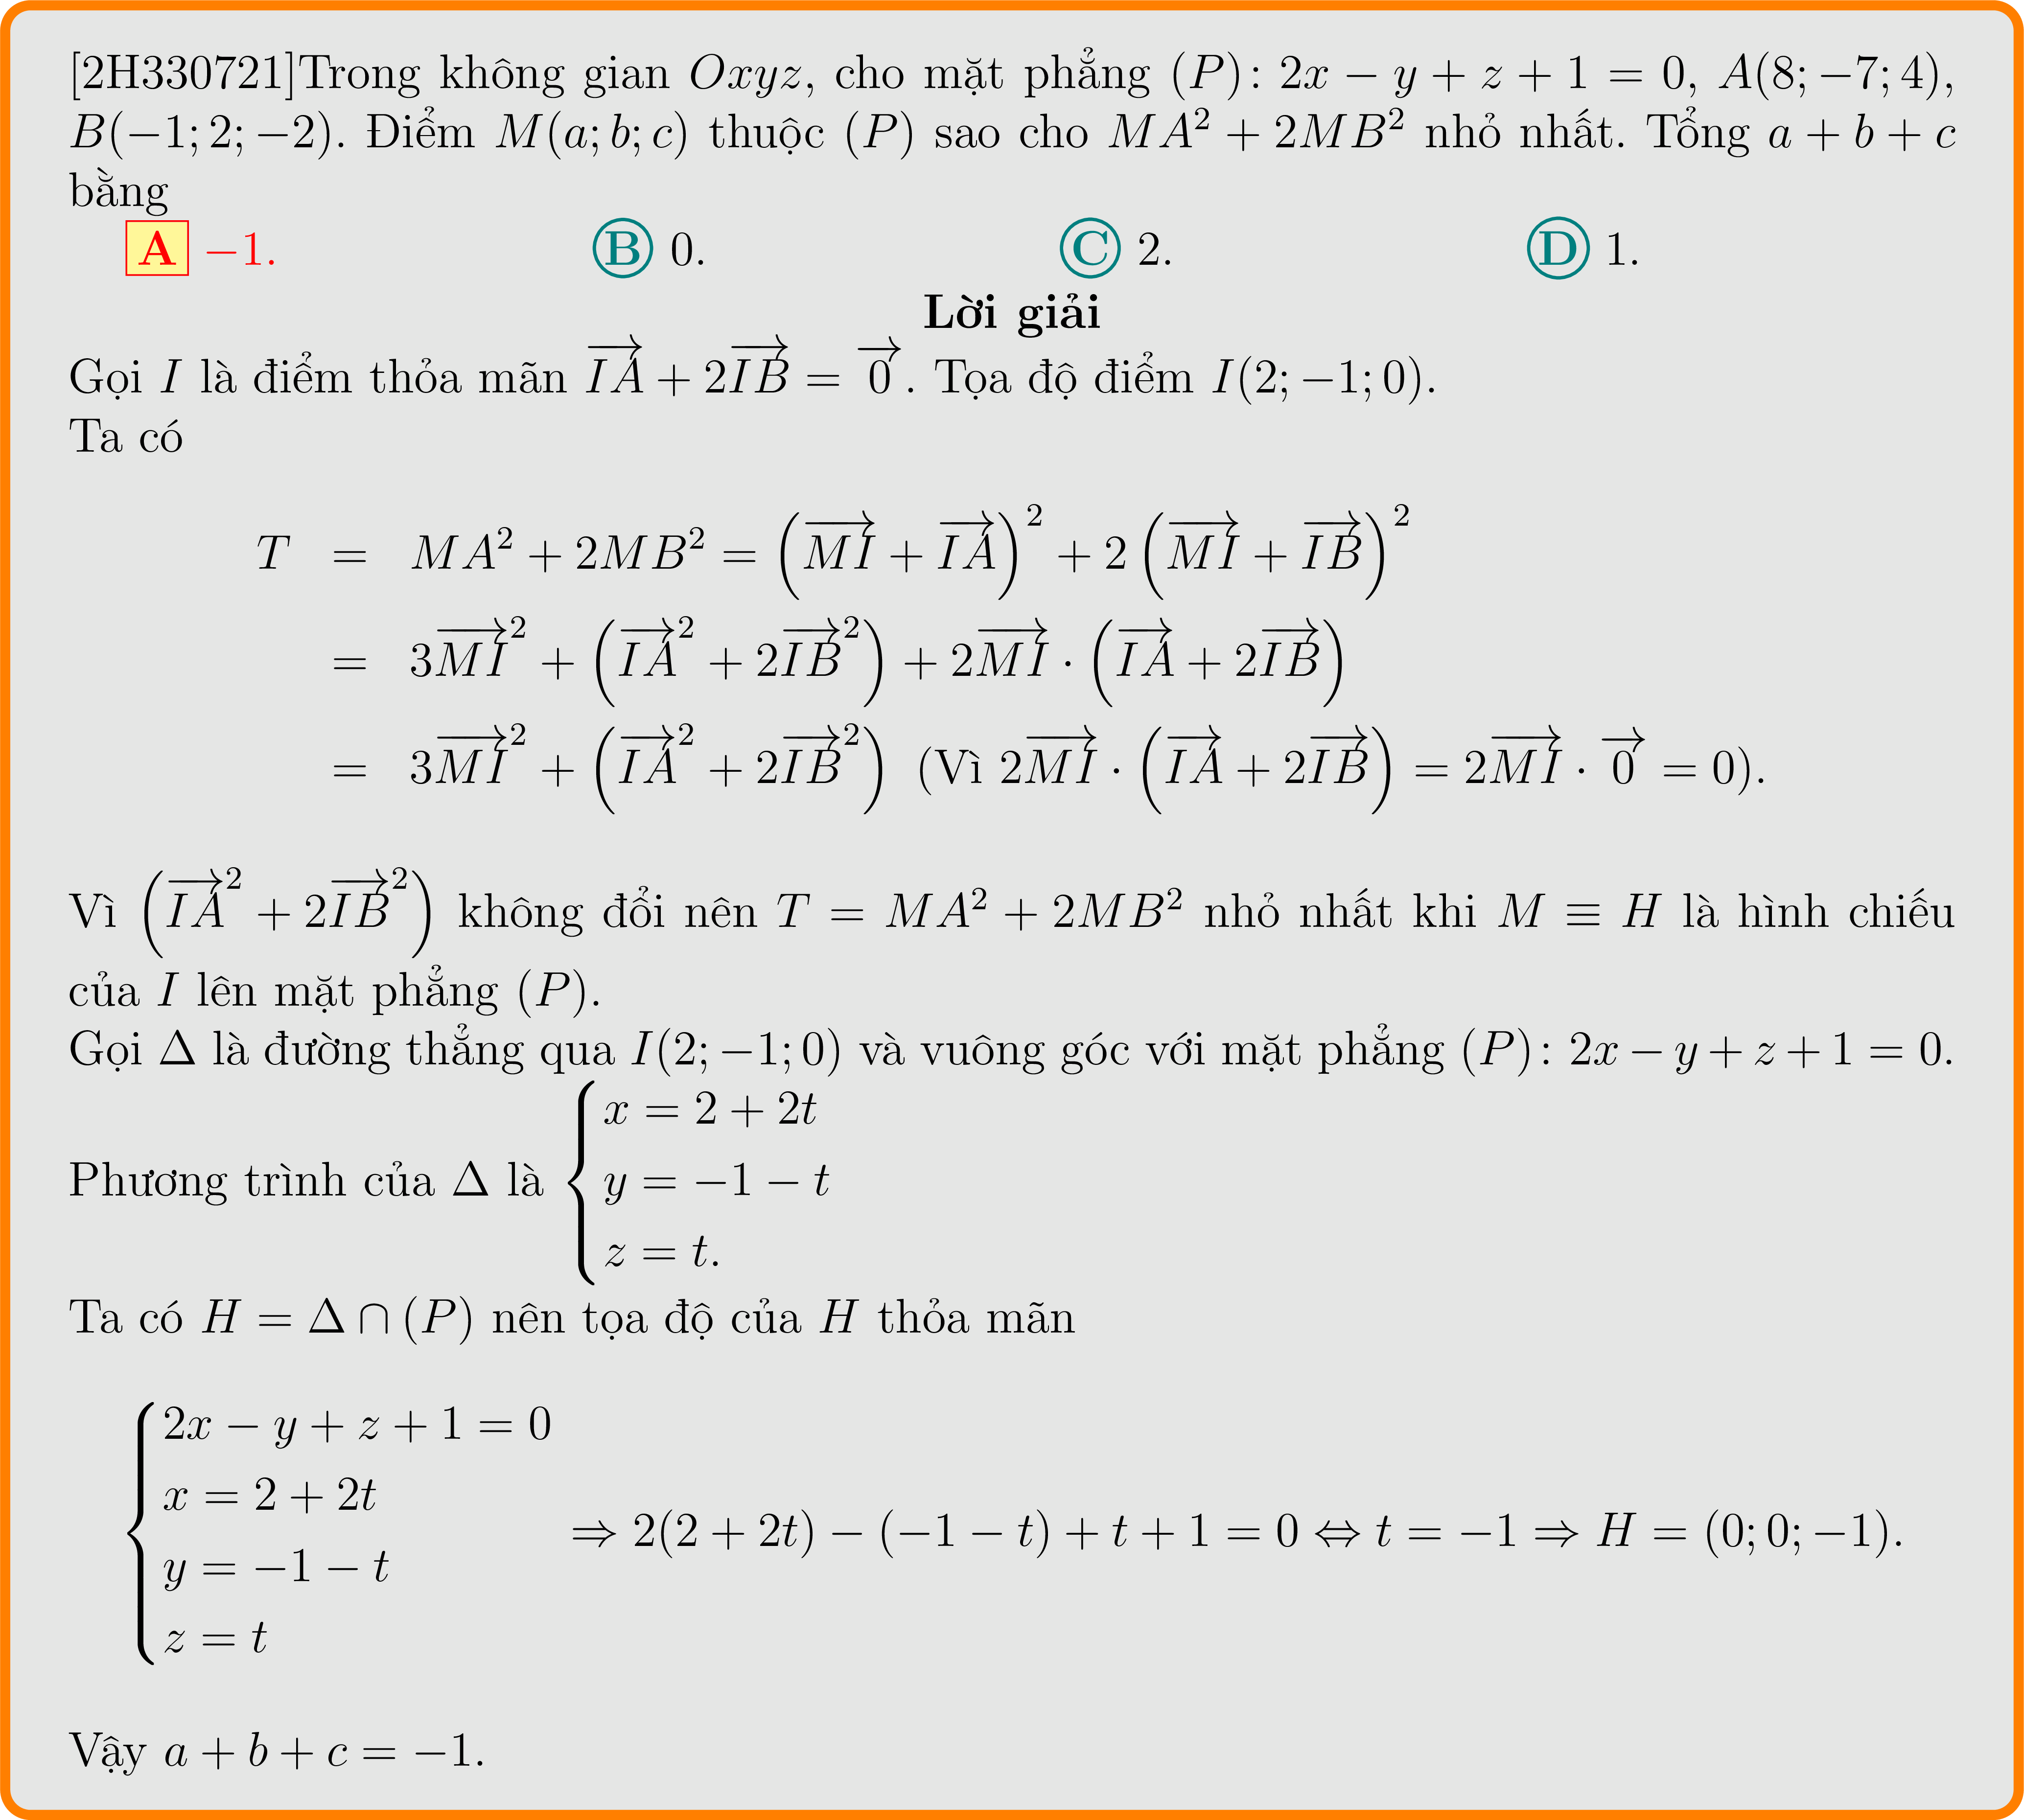 [2H330721]Trong không gian $Oxyz$, cho mặt phẳng $(P)\colon 2x - y + z + 1 = 0$, $A(8; -7; 4)$,
$B(-1; 2; -2)$. Điểm $M(a; b; c)$ thuộc $(P)$ sao cho $MA^2 + 2MB^2$ nhỏ nhất. Tổng $a + b + c$
bằng
A −1. B 0. C 2. D 1.
Lời giải
Gọi $I$ là điểm thỏa mãn $\overrightarrow{IA} + 2\overrightarrow{IB} = \overrightarrow{0}$. Tọa độ điểm $I(2; -1; 0)$.
Ta có
$T = MA^2 + 2MB^2 = \left(\overrightarrow{MI} + \overrightarrow{IA}\right)^2 + 2\left(\overrightarrow{MI} + \overrightarrow{IB}\right)^2$
$= 3\overrightarrow{MI}^2 + \left(\overrightarrow{IA}^2 + 2\overrightarrow{IB}^2\right) + 2\overrightarrow{MI} \cdot \left(\overrightarrow{IA} + 2\overrightarrow{IB}\right)$
$= 3\overrightarrow{MI}^2 + \left(\overrightarrow{IA}^2 + 2\overrightarrow{IB}^2\right)$ (Vì $2\overrightarrow{MI} \cdot \left(\overrightarrow{IA} + 2\overrightarrow{IB}\right) = 2\overrightarrow{MI} \cdot \overrightarrow{0} = 0$).
Vì $\left(\overrightarrow{IA}^2 + 2\overrightarrow{IB}^2\right)$ không đổi nên $T = MA^2 + 2MB^2$ nhỏ nhất khi $M \equiv H$ là hình chiếu
của $I$ lên mặt phẳng $(P)$.
Gọi $\Delta$ là đường thẳng qua $I(2; -1; 0)$ và vuông góc với mặt phẳng $(P)\colon 2x - y + z + 1 = 0$.
Phương trình của $\Delta$ là $\begin{cases} x = 2 + 2t \\ y = -1 - t \\ z = t. \end{cases}$
Ta có $H = \Delta \cap (P)$ nên tọa độ của $H$ thỏa mãn
$\begin{cases} 2x - y + z + 1 = 0 \\ x = 2 + 2t \\ y = -1 - t \\ z = t \end{cases} \Rightarrow 2(2 + 2t) - (-1 - t) + t + 1 = 0 \Leftrightarrow t = -1 \Rightarrow H = (0; 0; -1).$
Vậy $a + b + c = -1$.